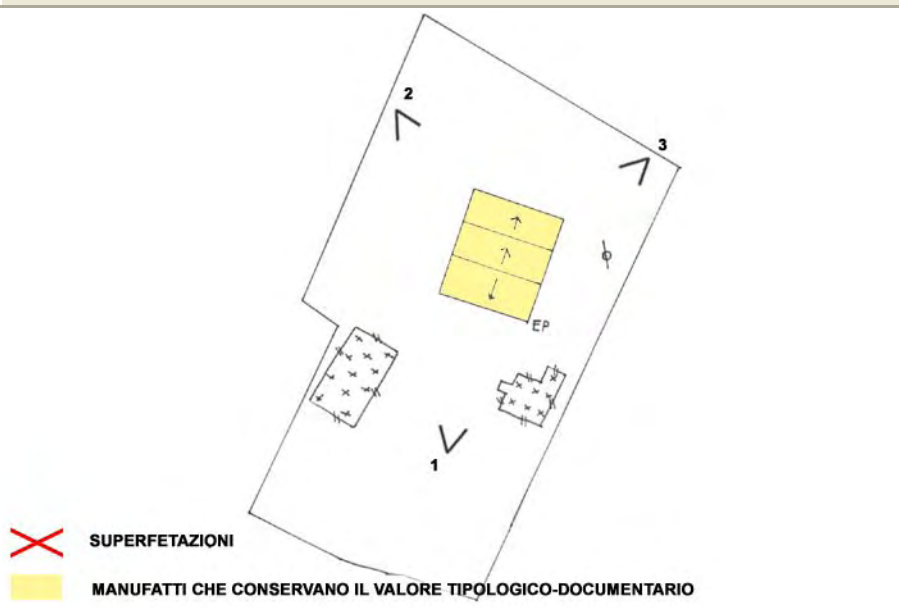 2
3
EP
1
SUPERFETAZIONI
MANUFATTI CHE CONSERVANO IL VALORE TIPOLOGICO-DOCUMENTARIO